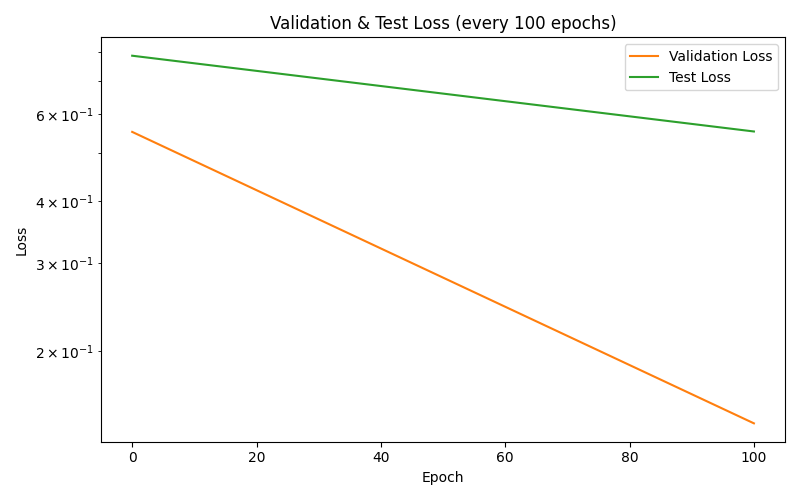 Validation & Test Loss (every 100 epochs)
Validation Loss
Test Loss
6 × 10⁻¹
4 × 10⁻¹
3 × 10⁻¹
2 × 10⁻¹
Loss
0 20 40 60 80 100
Epoch